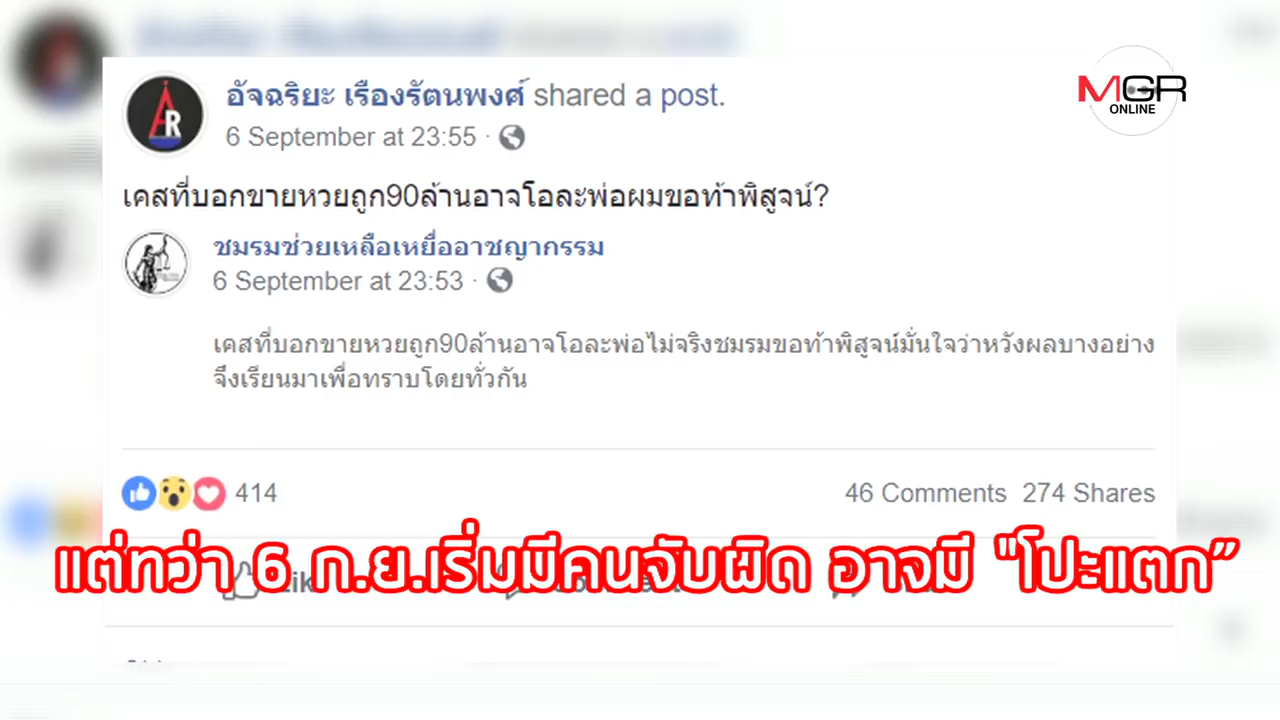 MGR
ONLINE
อัจฉริยะ เรืองรัตนพงศ์ shared a post.
6 September at 23:55 ·
AR
เคสที่บอกขายหวยถูก90ล้านอาจโอละพ่อผมขอท้าพิสูจน์?
ชมรมช่วยเหลือเหยื่ออาชญากรรม
6 September at 23:53 ·
เคสที่บอกขายหวยถูก90ล้านอาจโอละพ่อไม่จริงชมรมขอท้าพิสูจน์มั่นใจว่าหวังผลบางอย่าง
จึงเรียนมาเพื่อทราบโดยทั่วกัน
414 46 Comments 274 Shares
แต่ทว่า 6 ก.ย.เริ่มมีคนจับผิด อาจมี "โปะแตก”